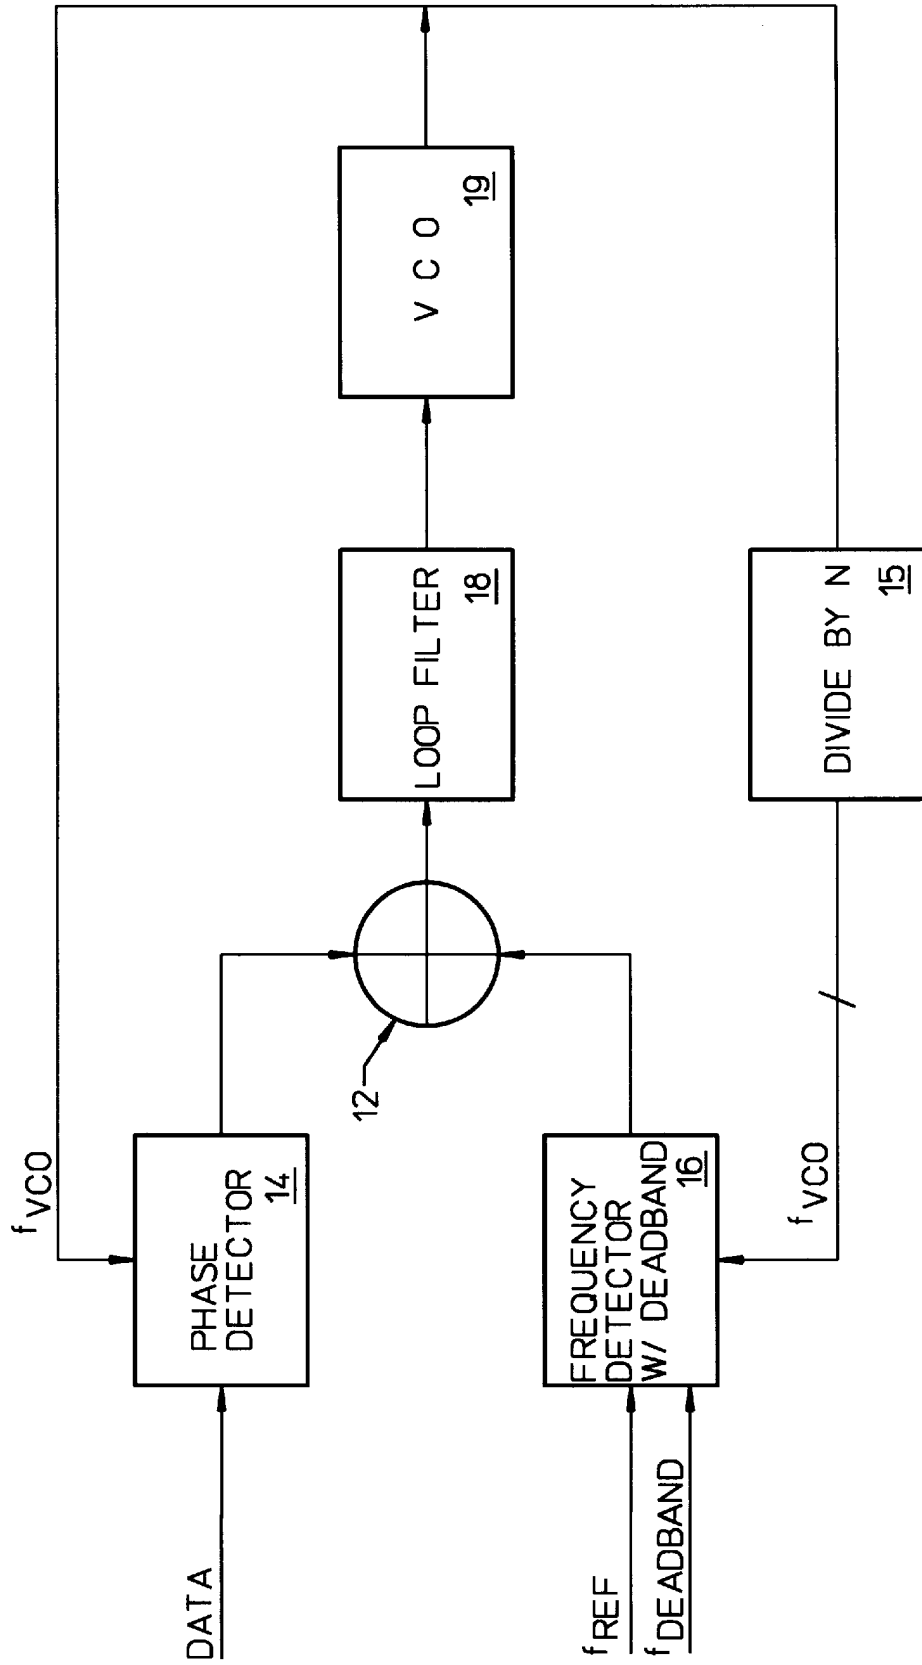 f_VCO
DATA
PHASE
DETECTOR
14
12
LOOP FILTER
18
V C O
19
f_REF
f_DEADBAND
FREQUENCY
DETECTOR
W/ DEADBAND
16
f_VCO
DIVIDE BY N
15